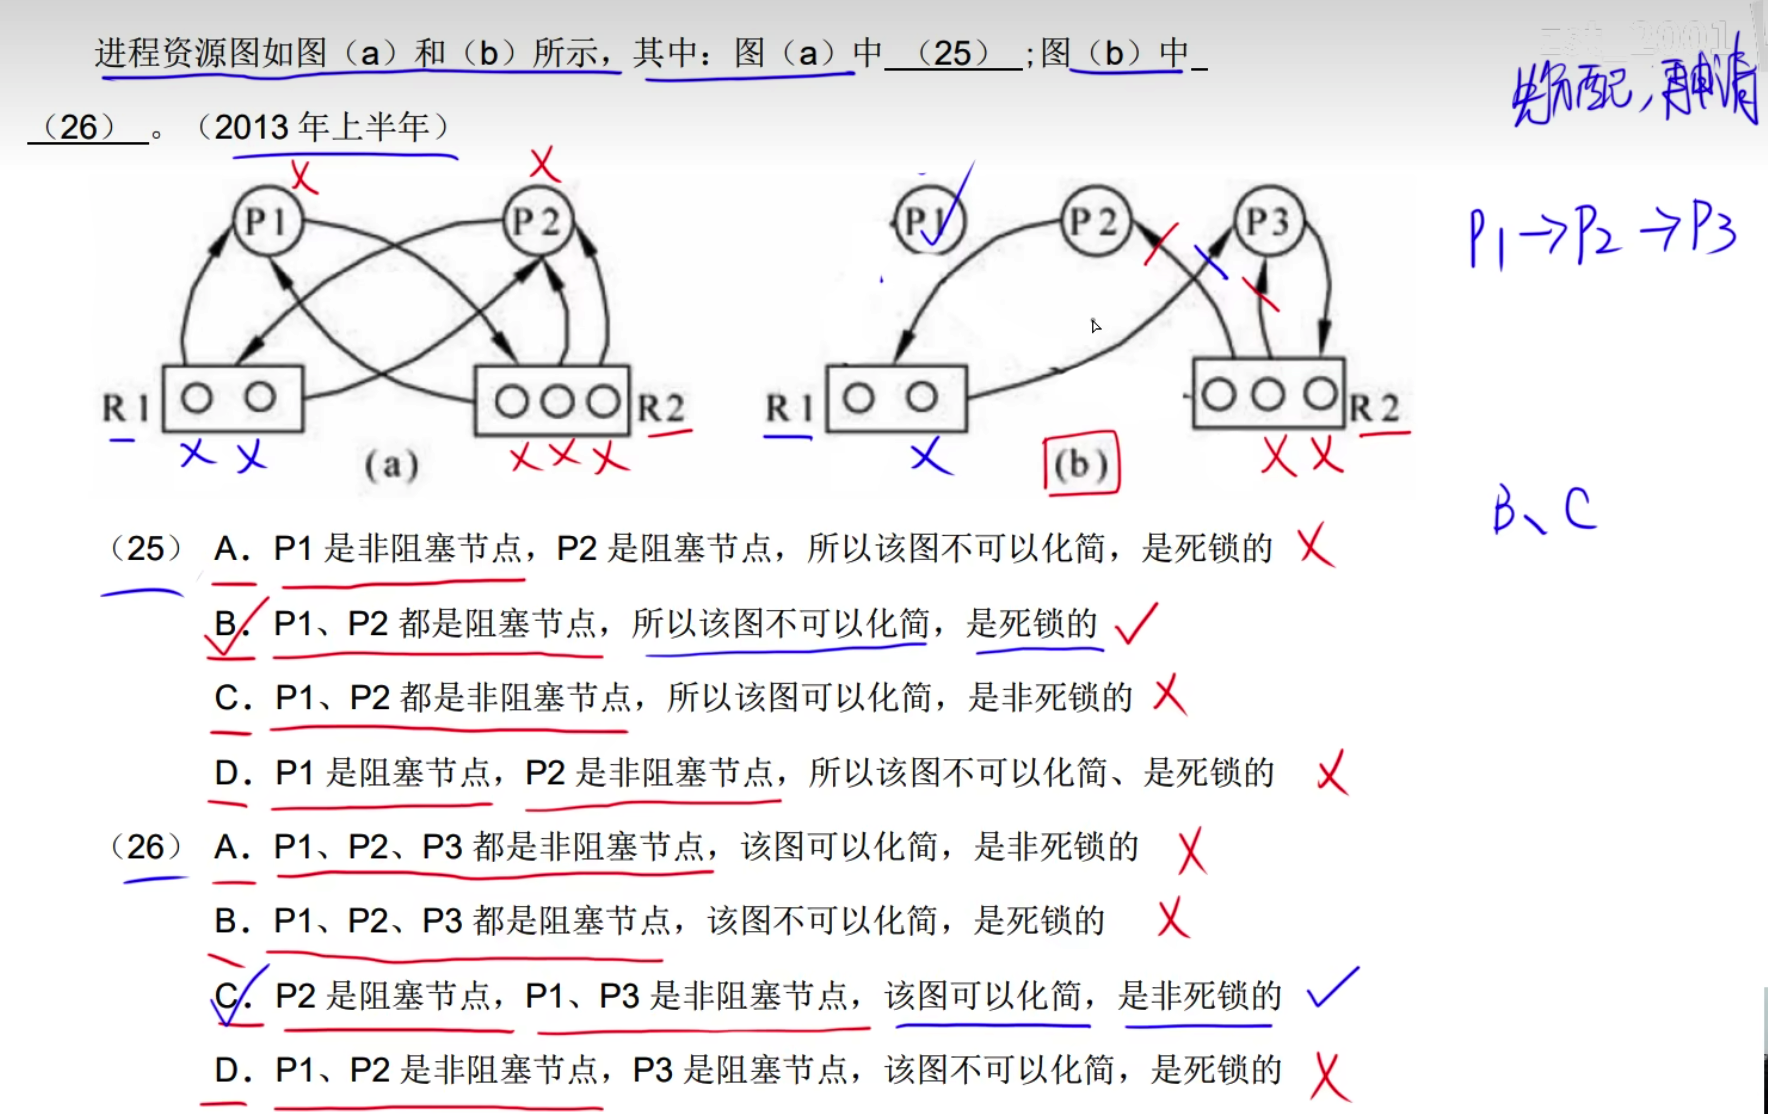 进程资源图如图（a）和（b）所示，其中：图（a）中 （25） ;图（b）中
（26） 。（2013 年上半年）
先分配，再申请
P1 P2 P1 P2 P3
P1→P2→P3
R1 R2 R1 R2
(a) (b)
B、C
（25） A. P1 是非阻塞节点，P2 是阻塞节点，所以该图不可以化简，是死锁的
B. P1、P2 都是阻塞节点，所以该图不可以化简，是死锁的
C. P1、P2 都是非阻塞节点，所以该图可以化简，是非死锁的
D. P1 是阻塞节点，P2 是非阻塞节点，所以该图不可以化简、是死锁的
（26） A. P1、P2、P3 都是非阻塞节点，该图可以化简，是非死锁的
B. P1、P2、P3 都是阻塞节点，该图不可以化简，是死锁的
C. P2 是阻塞节点，P1、P3 是非阻塞节点，该图可以化简，是非死锁的
D. P1、P2 是非阻塞节点，P3 是阻塞节点，该图不可以化简，是死锁的